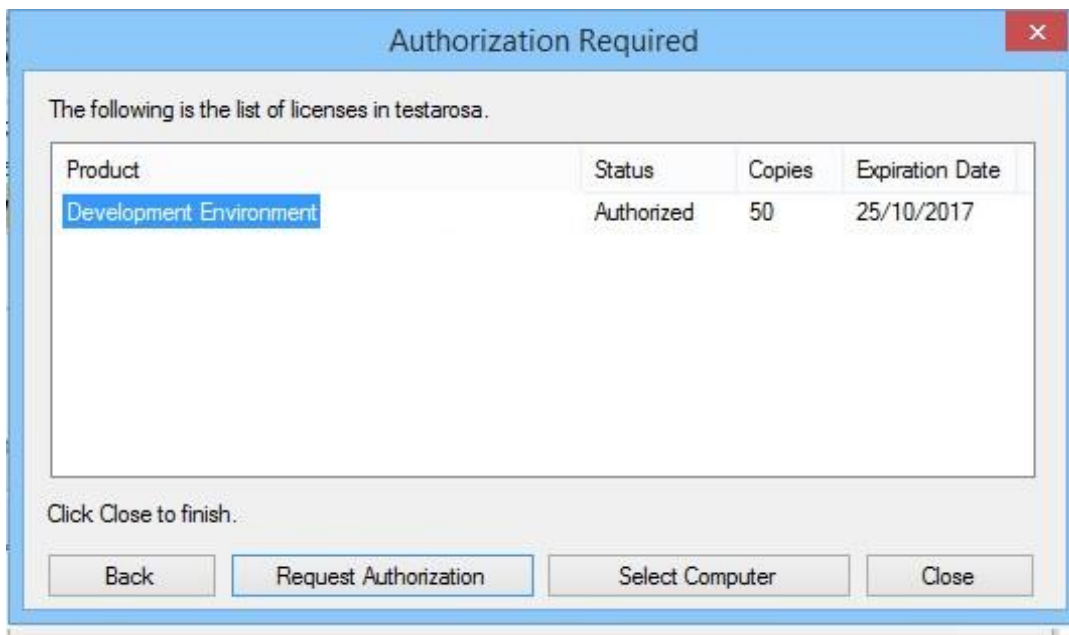 Authorization Required
The following is the list of licenses in testarosa.
Product Status Copies Expiration Date
Development Environment Authorized 50 25/10/2017
Click Close to finish.
Back Request Authorization Select Computer Close